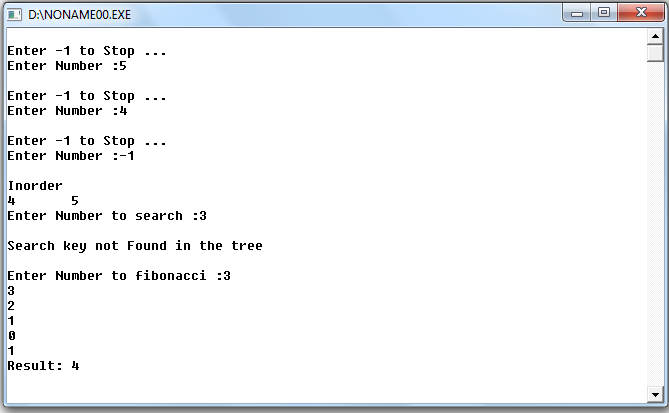 D:\NONAME00.EXE
Enter -1 to Stop ...
Enter Number :5
Enter -1 to Stop ...
Enter Number :4
Enter -1 to Stop ...
Enter Number :-1
Inorder
4 5
Enter Number to search :3
Search key not Found in the tree
Enter Number to fibonacci :3
3
2
1
0
1
Result: 4